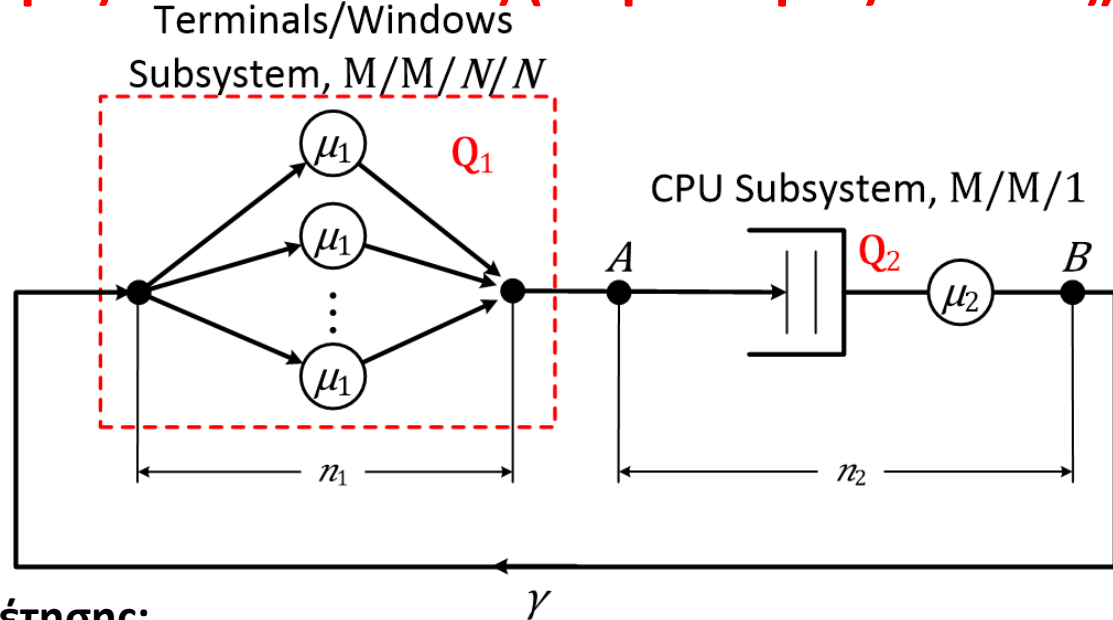 Terminals/Windows
Subsystem, M/M/N/N
μ₁
Q₁
μ₁
⋮
μ₁
n₁
CPU Subsystem, M/M/1
A
Q₂
μ₂
B
n₂
γ